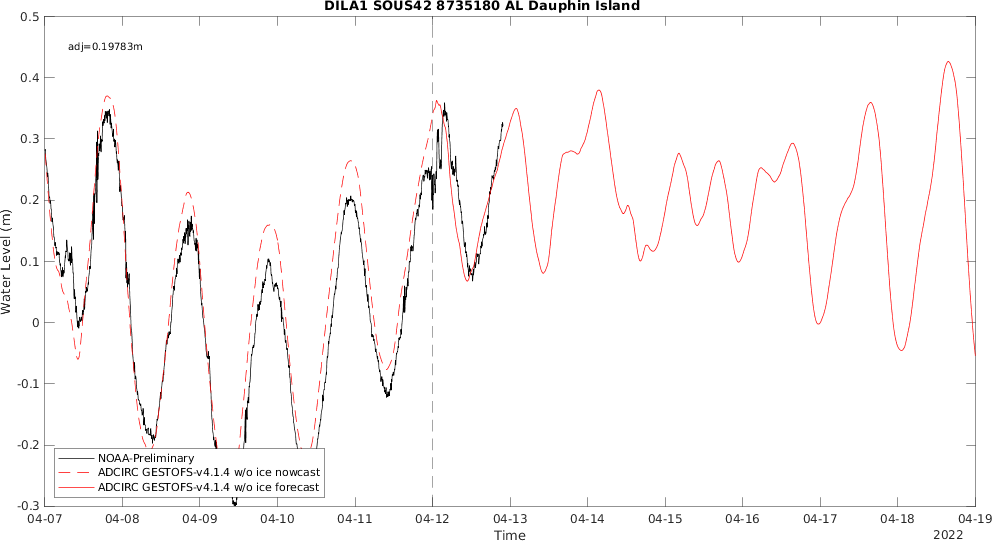 DILA1 SOUS42 8735180 AL Dauphin Island
adj=0.19783m
0.5
0.4
0.3
0.2
0.1
0
-0.1
-0.2
-0.3
Water Level (m)
NOAA-Preliminary
ADCIRC GESTOFS-v4.1.4 w/o ice nowcast
ADCIRC GESTOFS-v4.1.4 w/o ice forecast
04-07 04-08 04-09 04-10 04-11 04-12 04-13 04-14 04-15 04-16 04-17 04-18 04-19
Time
2022